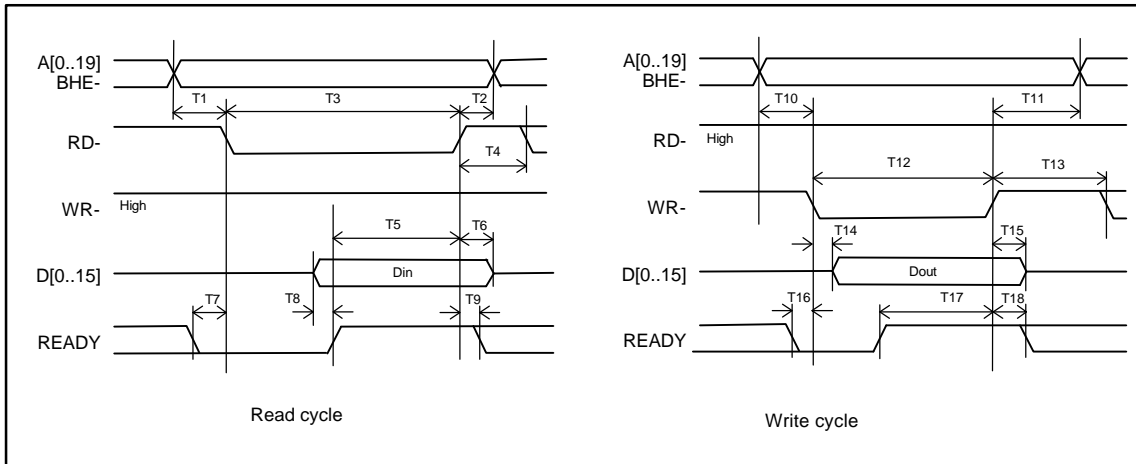 A[0..19]
BHE-
T1
T3
T2
RD-
T4
WR-
High
T5
T6
D[0..15]
Din
T7
T8
T9
READY
Read cycle
A[0..19]
BHE-
T10
T11
RD-
High
T12
T13
WR-
T14
T15
D[0..15]
Dout
T16
T17
T18
READY
Write cycle